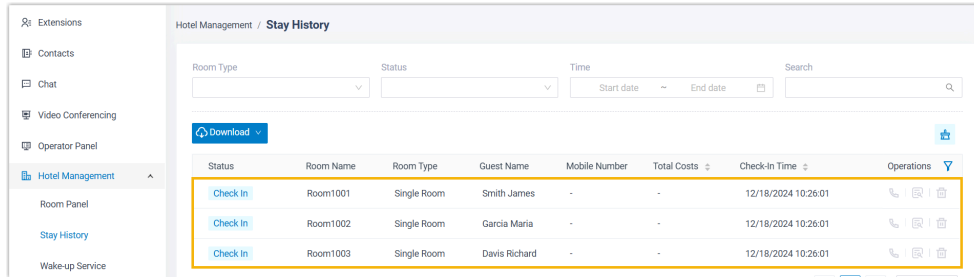 Extensions
Contacts
Chat
Video Conferencing
Operator Panel
Hotel Management
Room Panel
Stay History
Wake-up Service
Hotel Management / Stay History
Room Type Status Time Search
Start date ~ End date
Download
Status Room Name Room Type Guest Name Mobile Number Total Costs Check-In Time Operations
Check In Room1001 Single Room Smith James - - 12/18/2024 10:26:01
Check In Room1002 Single Room Garcia Maria - - 12/18/2024 10:26:01
Check In Room1003 Single Room Davis Richard - - 12/18/2024 10:26:01